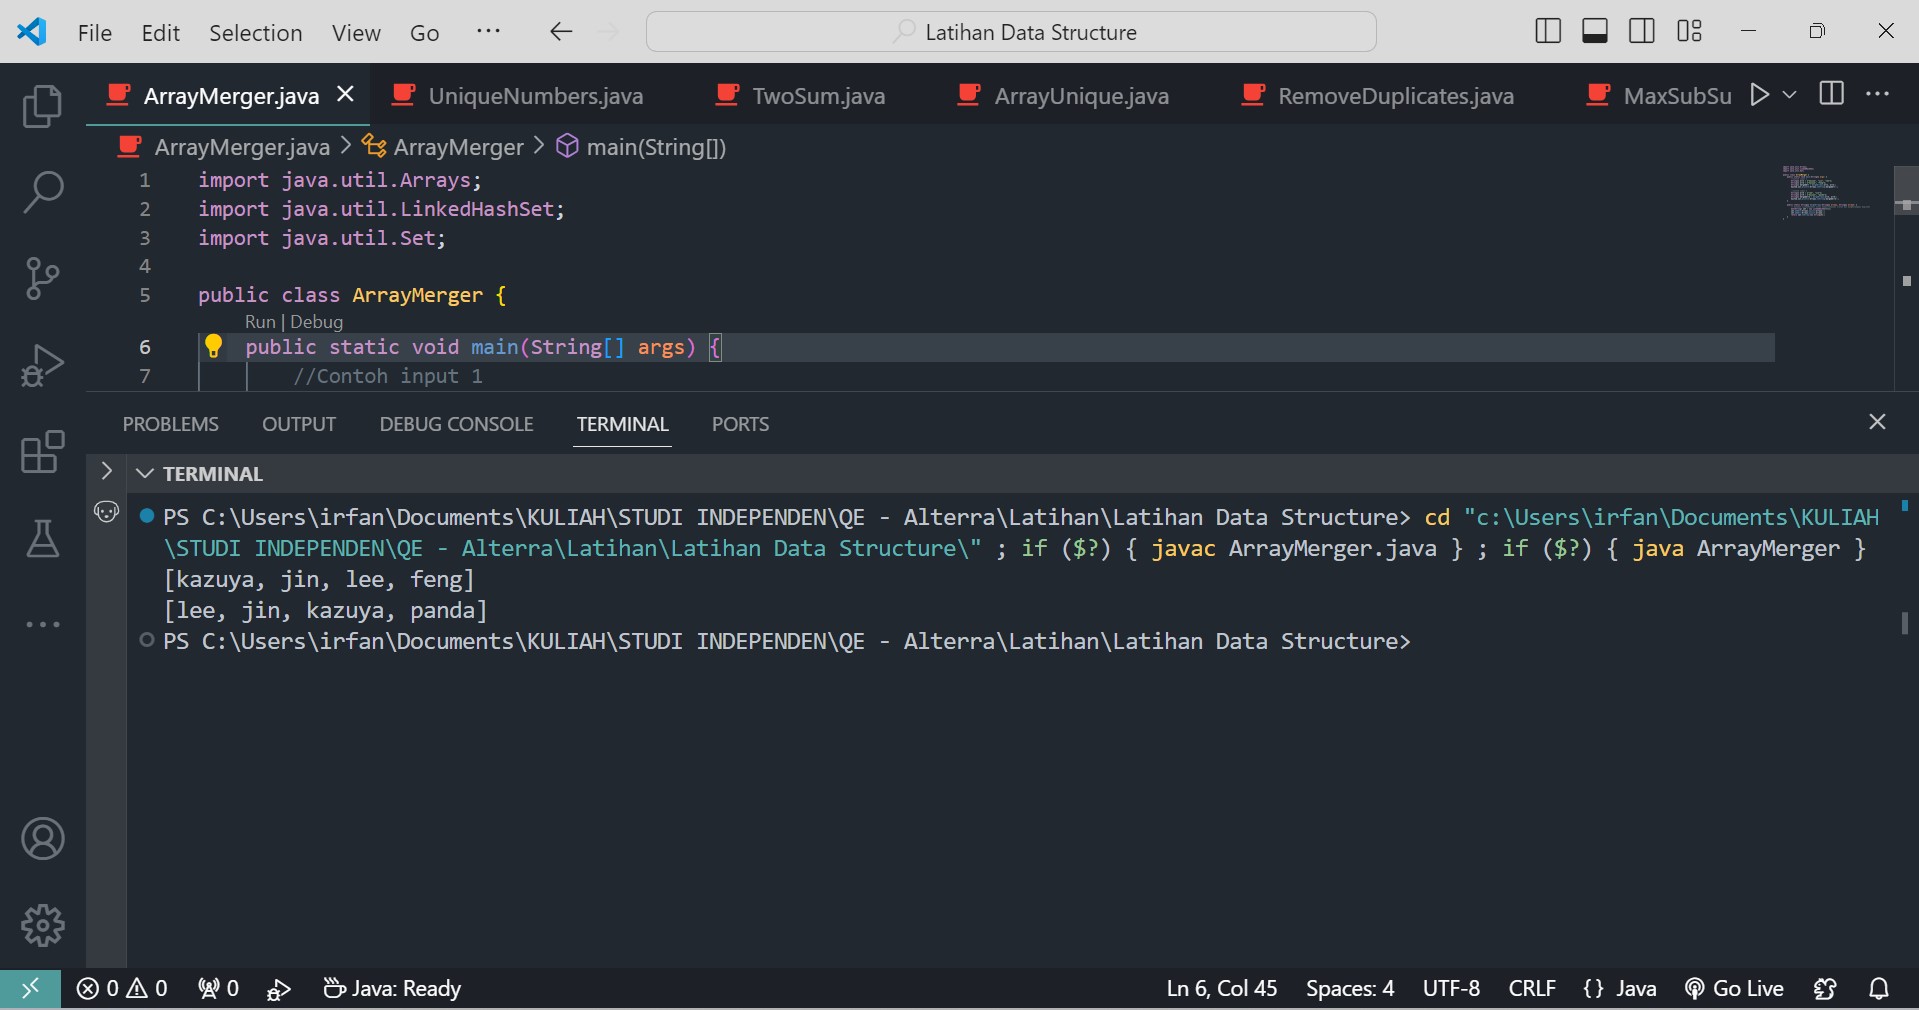 File Edit Selection View Go ··· Latihan Data Structure
ArrayMerger.java UniqueNumbers.java TwoSum.java ArrayUnique.java RemoveDuplicates.java MaxSubSu
ArrayMerger.java > ArrayMerger > main(String[])
1 import java.util.Arrays;
2 import java.util.LinkedHashSet;
3 import java.util.Set;
4
5 public class ArrayMerger {
Run | Debug
6 public static void main(String[] args) {
7 //Contoh input 1
PROBLEMS OUTPUT DEBUG CONSOLE TERMINAL PORTS
TERMINAL
PS C:\Users\irfan\Documents\KULIAH\STUDI INDEPENDEN\QE - Alterra\Latihan\Latihan Data Structure> cd "c:\Users\irfan\Documents\KULIAH
\STUDI INDEPENDEN\QE - Alterra\Latihan\Latihan Data Structure\" ; if ($?) { javac ArrayMerger.java } ; if ($?) { java ArrayMerger }
[kazuya, jin, lee, feng]
[lee, jin, kazuya, panda]
PS C:\Users\irfan\Documents\KULIAH\STUDI INDEPENDEN\QE - Alterra\Latihan\Latihan Data Structure>
0 0 0 Java: Ready Ln 6, Col 45 Spaces: 4 UTF-8 CRLF {} Java Go Live